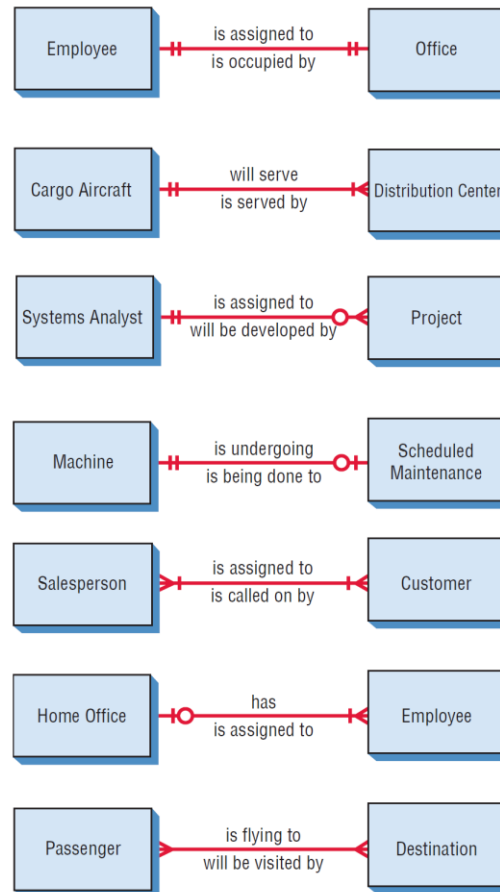 Employee
is assigned to
is occupied by
Office
Cargo Aircraft
will serve
is served by
Distribution Center
Systems Analyst
is assigned to
will be developed by
Project
Machine
is undergoing
is being done to
Scheduled
Maintenance
Salesperson
is assigned to
is called on by
Customer
Home Office
has
is assigned to
Employee
Passenger
is flying to
will be visited by
Destination